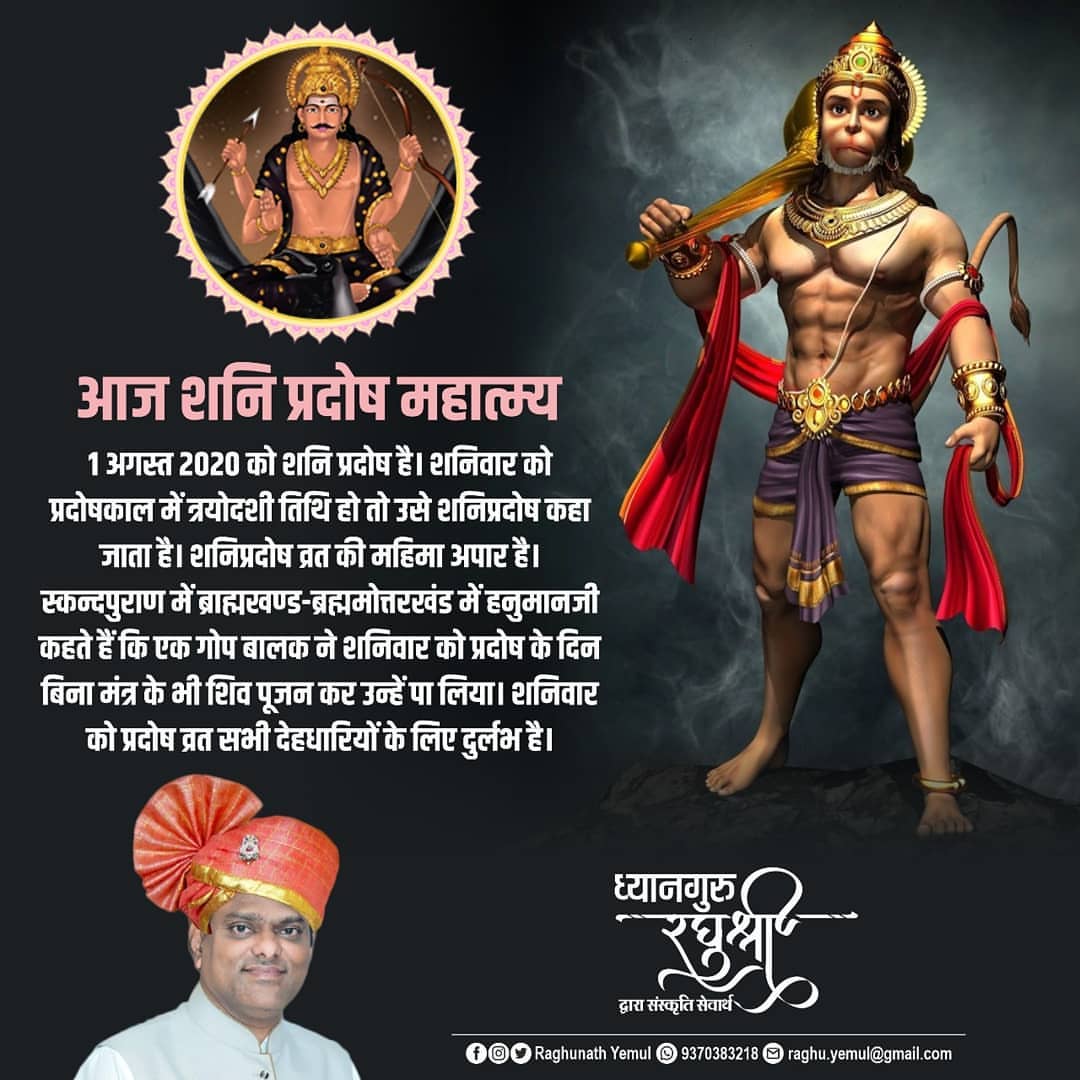 आज शनि प्रदोष महात्म्य
1 अगस्त 2020 को शनि प्रदोष है। शनिवार को
प्रदोषकाल में त्रयोदशी तिथि हो तो उसे शनिप्रदोष कहा
जाता है। शनिप्रदोष व्रत की महिमा अपार है।
स्कन्दपुराण में ब्राह्मखण्ड-ब्रह्मोत्तरखंड में हनुमानजी
कहते हैं कि एक गोप बालक ने शनिवार को प्रदोष के दिन
बिना मंत्र के भी शिव पूजन कर उन्हें पा लिया। शनिवार
को प्रदोष व्रत सभी देहधारियों के लिए दुर्लभ है।
ध्यानगुरु
रघुश्री
द्वारा संस्कृति सेवार्थ
Raghunath Yemul 9370383218 raghu.yemul@gmail.com